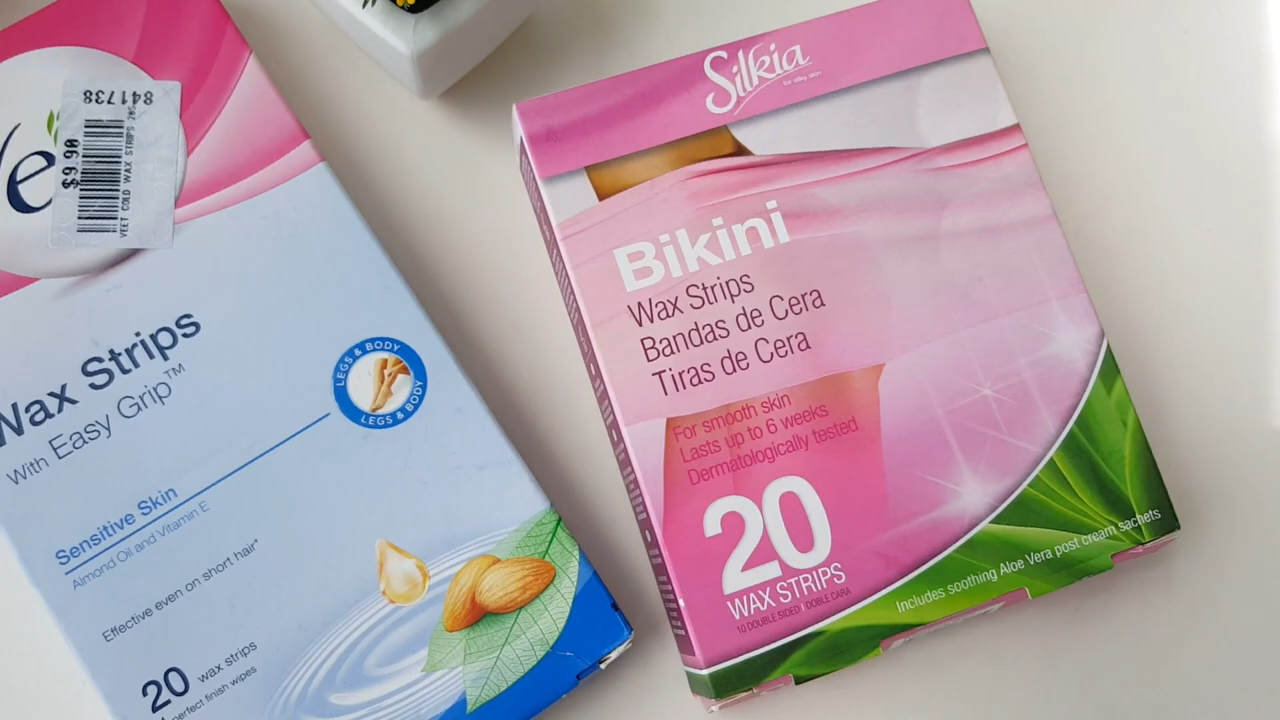 841738
$9.90
VEET COLD WAX STRIPS 20S
Ve
Wax Strips
With Easy Grip™
LEGS & BODY
LEGS & BODY
Sensitive Skin
Almond Oil and Vitamin E
Effective even on short hair*
20 wax strips
perfect finish wipes
Silkia
for silky skin
Bikini
Wax Strips
Bandas de Cera
Tiras de Cera
For smooth skin
Lasts up to 6 weeks
Dermatologically tested
20
WAX STRIPS
10 DOUBLE SIDED / DOBLE CARA
Includes soothing Aloe Vera post cream sachets